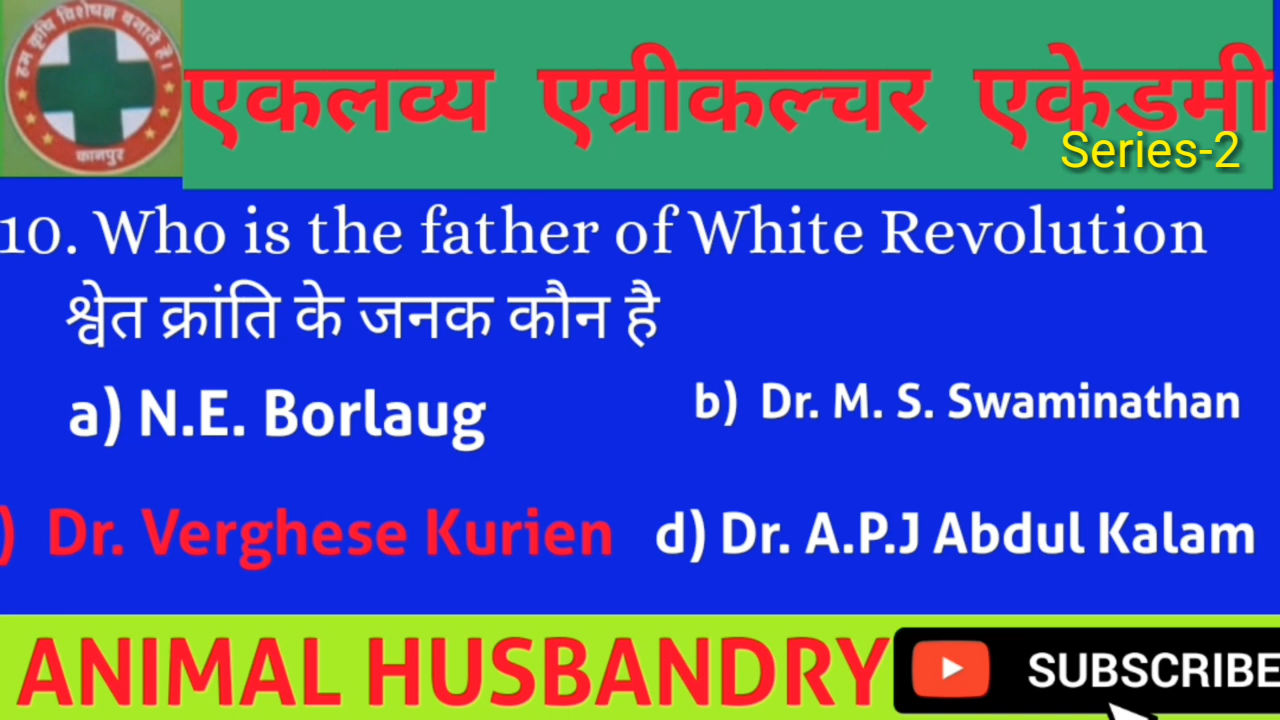 हम कृषि विशेषज्ञ बनाते हैं।
कानपुर
एकलव्य एग्रीकल्चर एकेडमी
Series-2
10. Who is the father of White Revolution
श्वेत क्रांति के जनक कौन है
a) N.E. Borlaug
b) Dr. M. S. Swaminathan
) Dr. Verghese Kurien
d) Dr. A.P.J Abdul Kalam
ANIMAL HUSBANDRY
SUBSCRIBE